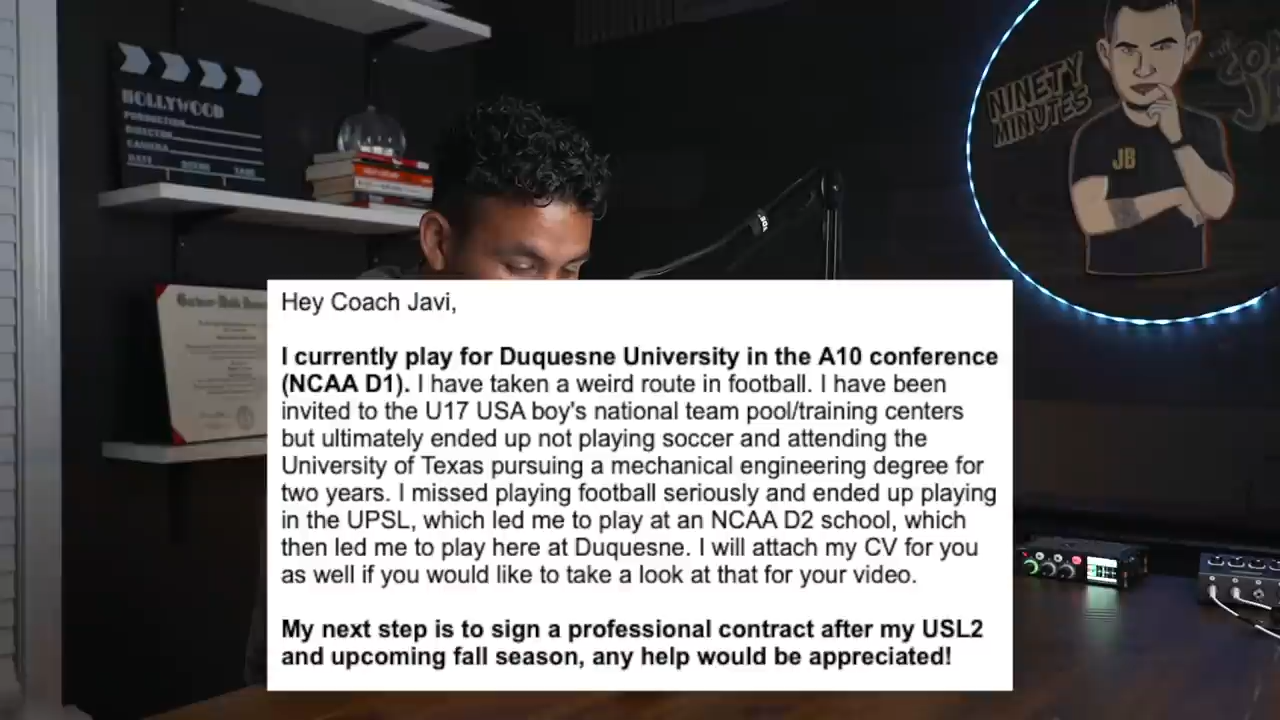 HOLLYWOOD
PRODUCTION
DIRECTOR
CAMERA
DATE SCENE TAKE
NINETY
MINUTES
JB
Hey Coach Javi,
I currently play for Duquesne University in the A10 conference
(NCAA D1). I have taken a weird route in football. I have been
invited to the U17 USA boy's national team pool/training centers
but ultimately ended up not playing soccer and attending the
University of Texas pursuing a mechanical engineering degree for
two years. I missed playing football seriously and ended up playing
in the UPSL, which led me to play at an NCAA D2 school, which
then led me to play here at Duquesne. I will attach my CV for you
as well if you would like to take a look at that for your video.
My next step is to sign a professional contract after my USL2
and upcoming fall season, any help would be appreciated!